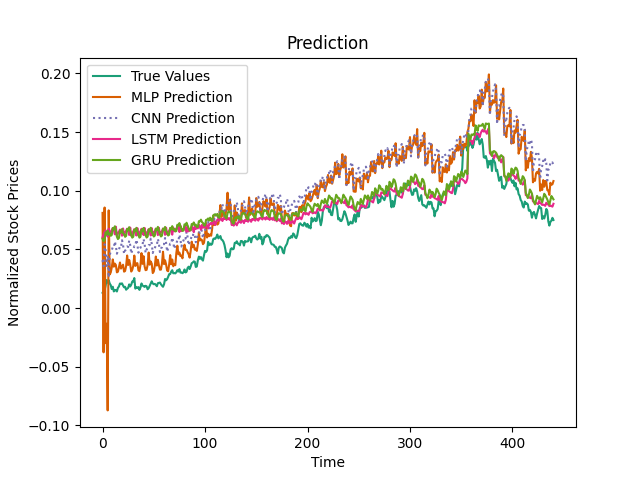 Prediction
True Values
MLP Prediction
CNN Prediction
LSTM Prediction
GRU Prediction
Normalized Stock Prices
0.20
0.15
0.10
0.05
0.00
−0.05
−0.10
0
100
200
300
400
Time